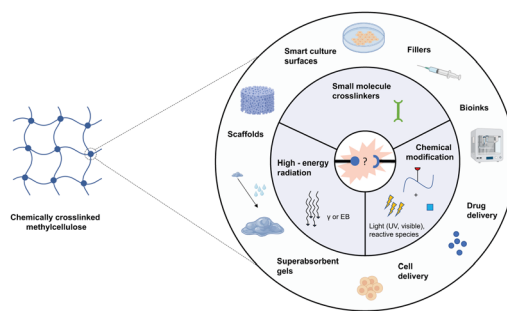 Smart culture
surfaces
Fillers
Small molecule
crosslinkers
Bioinks
Scaffolds
High - energy
radiation
?
Chemical
modification
Chemically crosslinked
methylcellulose
γ or EB
Light (UV, visible),
reactive species
Drug
delivery
Superabsorbent
gels
Cell
delivery